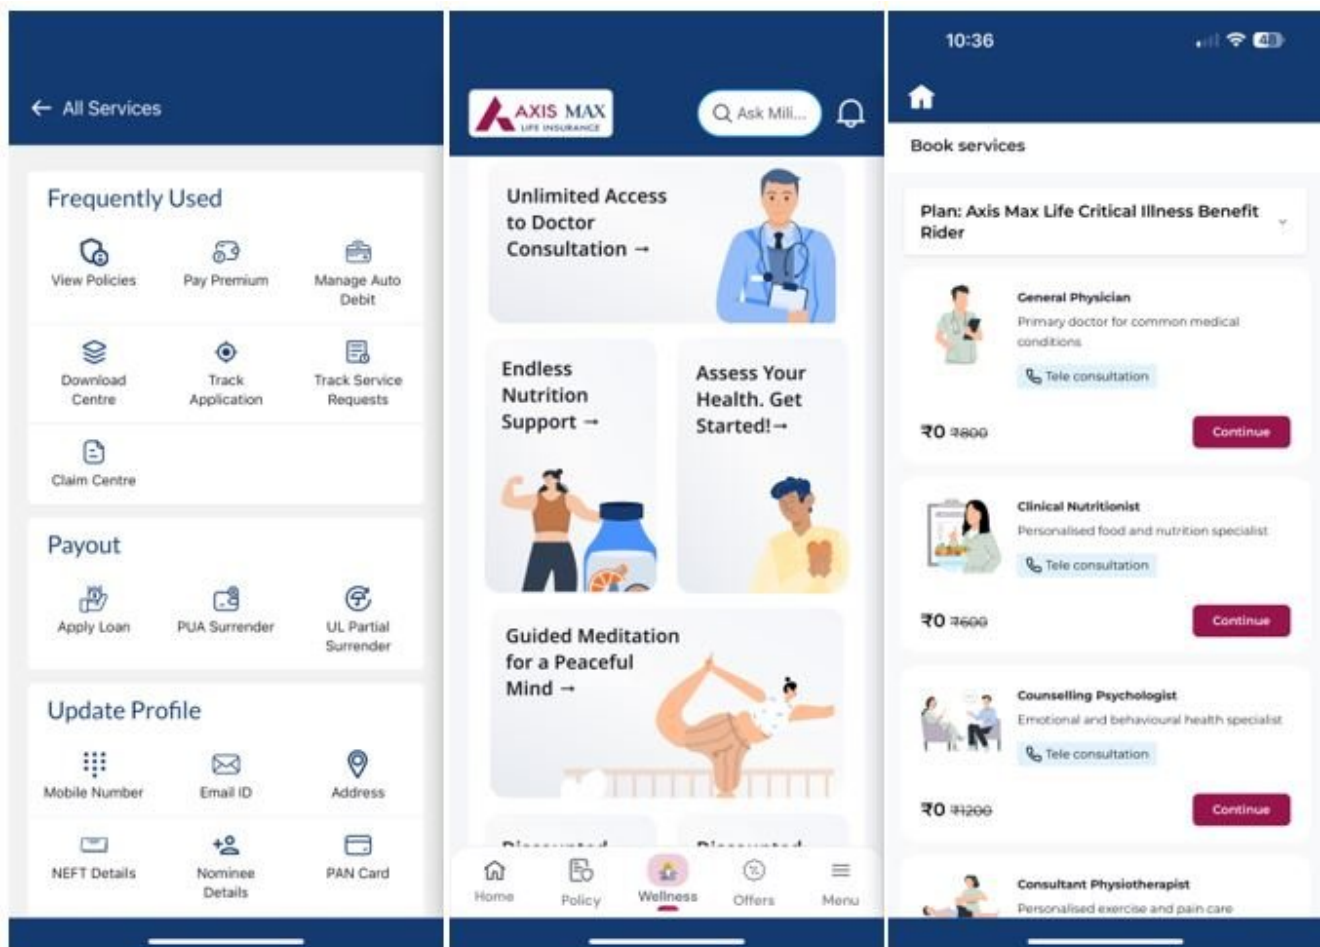 ← All Services
Frequently Used
View Policies
Pay Premium
Manage Auto
Debit
Download
Centre
Track
Application
Track Service
Requests
Claim Centre
Payout
Apply Loan
PUA Surrender
UL Partial
Surrender
Update Profile
Mobile Number
Email ID
Address
NEFT Details
Nominee
Details
PAN Card
AXIS MAX
LIFE INSURANCE
Ask Mili...
Unlimited Access
to Doctor
Consultation →
Endless
Nutrition
Support →
Assess Your
Health. Get
Started!→
Guided Meditation
for a Peaceful
Mind →
Home
Policy
Wellness
Offers
Menu
10:36
48
Book services
Plan: Axis Max Life Critical Illness Benefit
Rider
General Physician
Primary doctor for common medical
conditions
Tele consultation
₹0 ₹800
Continue
Clinical Nutritionist
Personalised food and nutrition specialist
Tele consultation
₹0 ₹600
Continue
Counselling Psychologist
Emotional and behavioural health specialist
Tele consultation
₹0 ₹1200
Continue
Consultant Physiotherapist
Personalised exercise and pain care